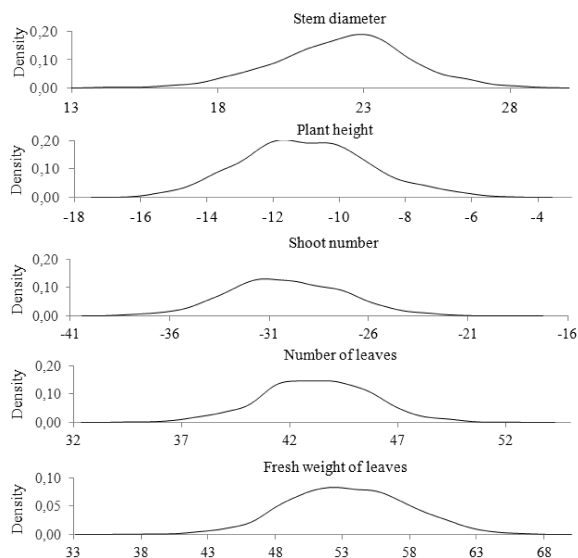 Stem diameter
Density
0,20
0,10
0,00
13 18 23 28
Plant height
Density
0,20
0,10
0,00
-18 -16 -14 -12 -10 -8 -6 -4
Shoot number
Density
0,20
0,10
0,00
-41 -36 -31 -26 -21 -16
Number of leaves
Density
0,20
0,10
0,00
32 37 42 47 52
Fresh weight of leaves
Density
0,10
0,05
0,00
33 38 43 48 53 58 63 68